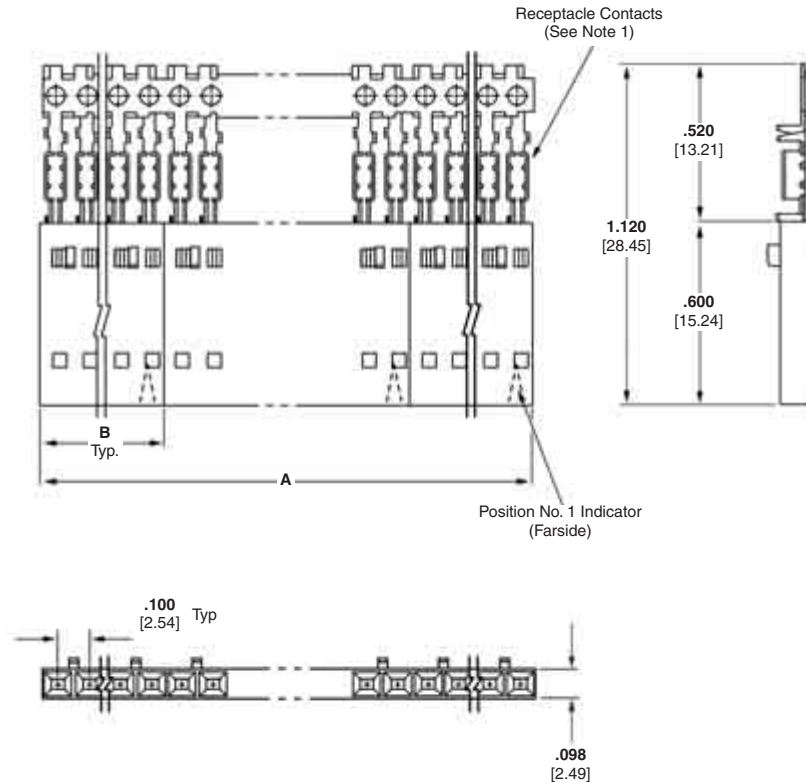 Receptacle Contacts
(See Note 1)
.520
[13.21]
1.120
[28.45]
.600
[15.24]
B
Typ.
A
Position No. 1 Indicator
(Farside)
.100
[2.54]
Typ
.098
[2.49]